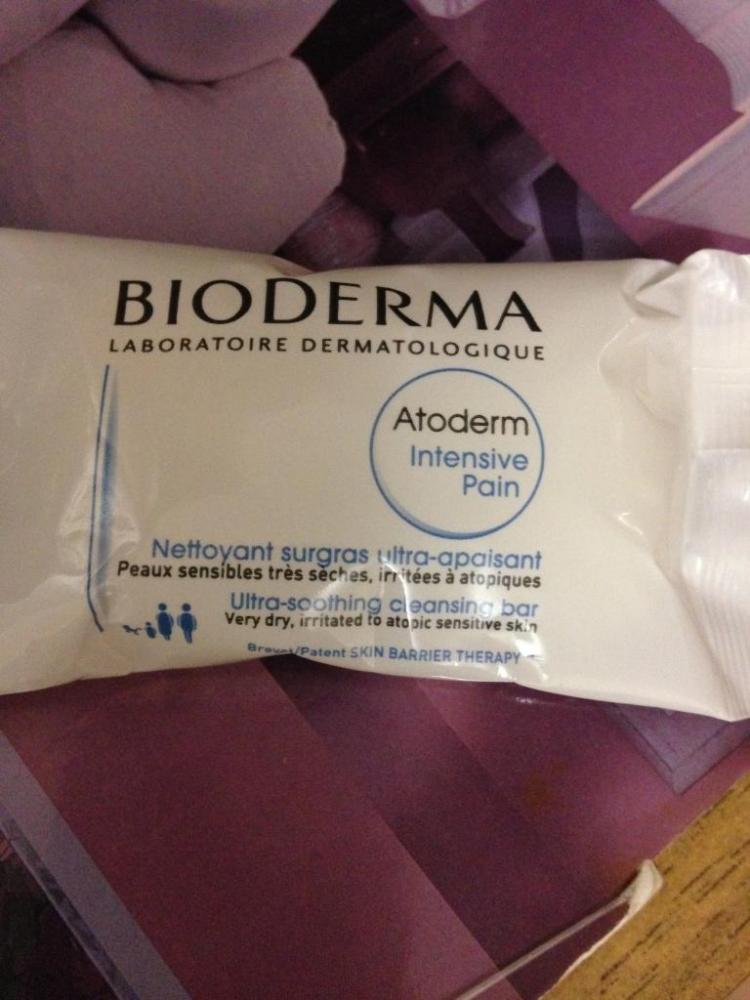 BIODERMA
LABORATOIRE DERMATOLOGIQUE
Atoderm
Intensive
Pain
Nettoyant surgras ultra-apaisant
Peaux sensibles très sèches, irritées à atopiques
Ultra-soothing cleansing bar
Very dry, irritated to atopic sensitive skin
Brevet/Patent SKIN BARRIER THERAPY